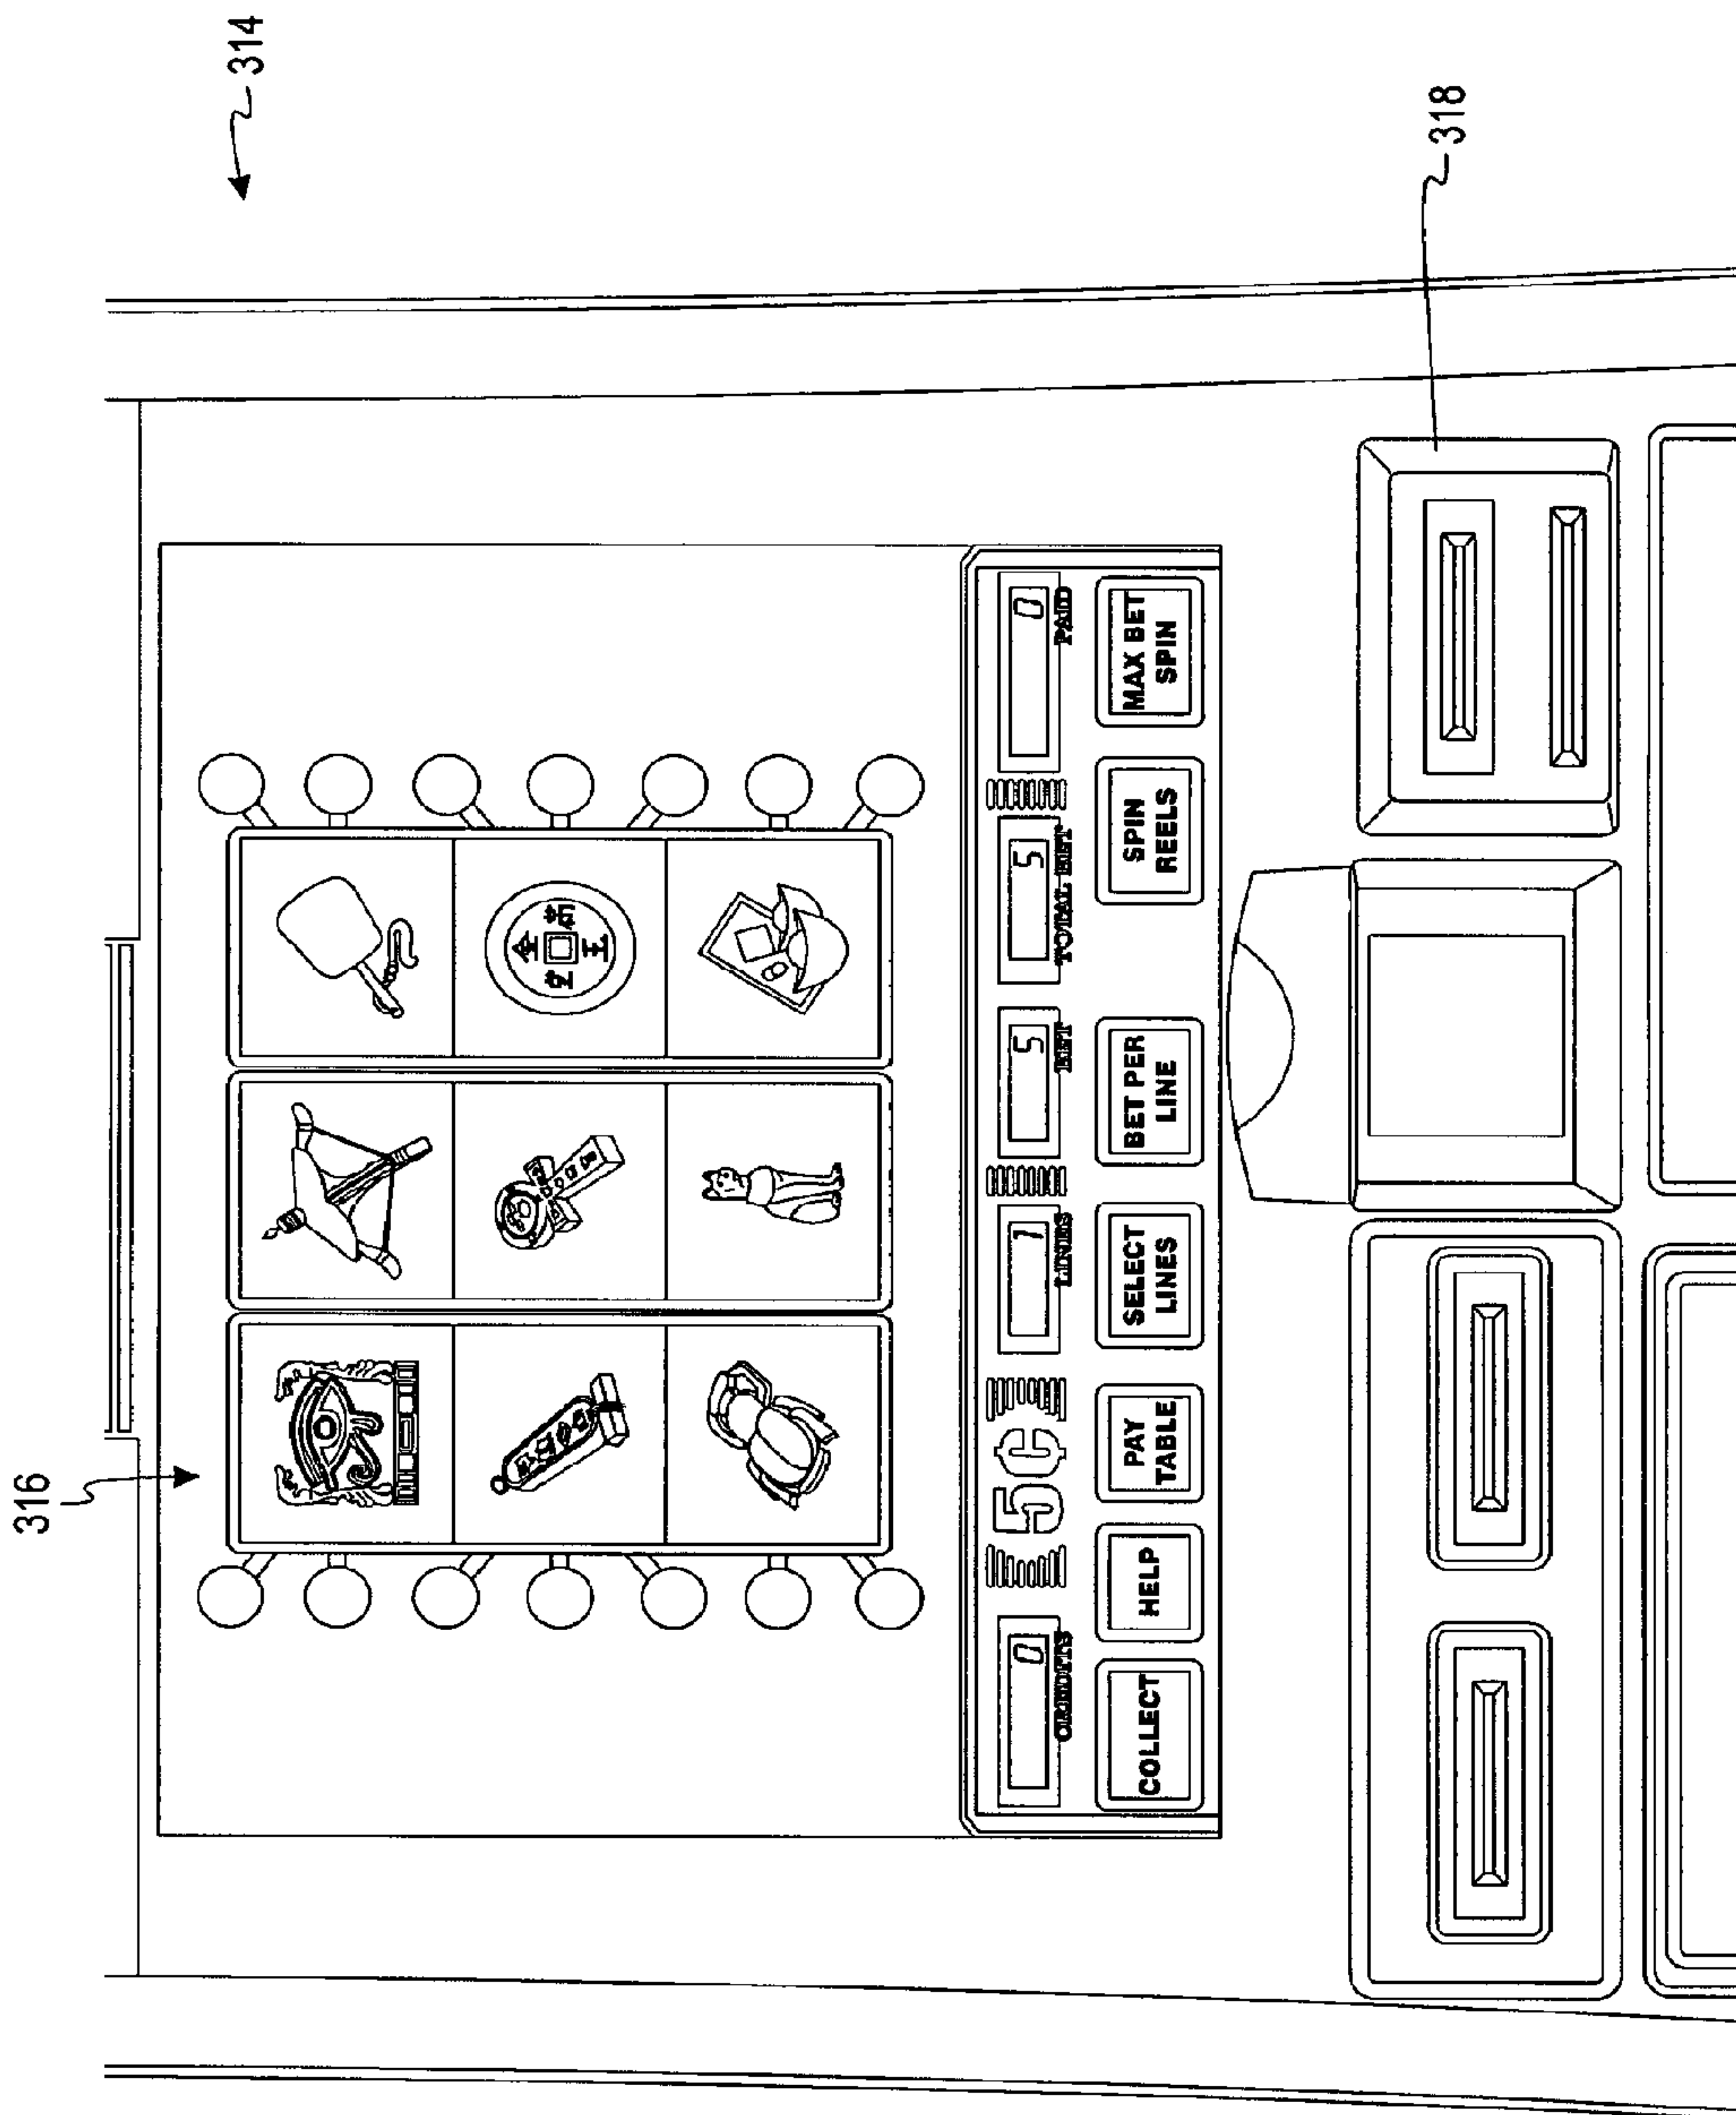 316
314
0
5¢
1
5
5
0
CREDITS
LINES
BET
TOTAL BET
PAID
COLLECT
HELP
PAY
TABLE
SELECT
LINES
BET PER
LINE
SPIN
REELS
MAX BET
SPIN
318